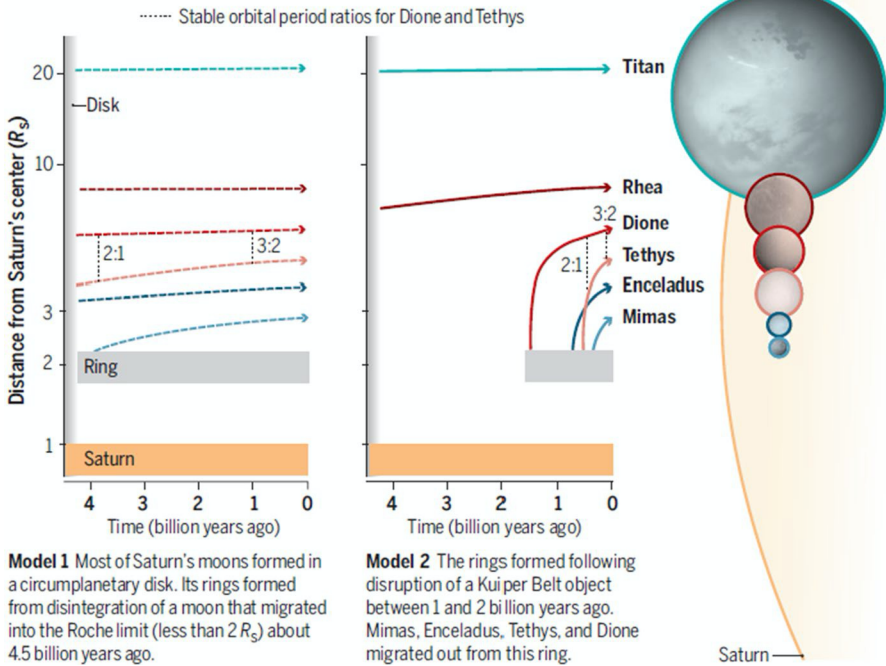 Stable orbital period ratios for Dione and Tethys
Distance from Saturn's center (Rs)
20
10
3
2
1
Disk
2:1
3:2
Ring
Saturn
4 3 2 1 0
Time (billion years ago)
Titan
Rhea
3:2
Dione
Tethys
2:1
Enceladus
Mimas
4 3 2 1 0
Time (billion years ago)
Model 1 Most of Saturn's moons formed in
a circumplanetary disk. Its rings formed
from disintegration of a moon that migrated
into the Roche limit (less than 2 Rs) about
4.5 billion years ago.
Model 2 The rings formed following
disruption of a Kuiper Belt object
between 1 and 2 billion years ago.
Mimas, Enceladus, Tethys, and Dione
migrated out from this ring.
Saturn